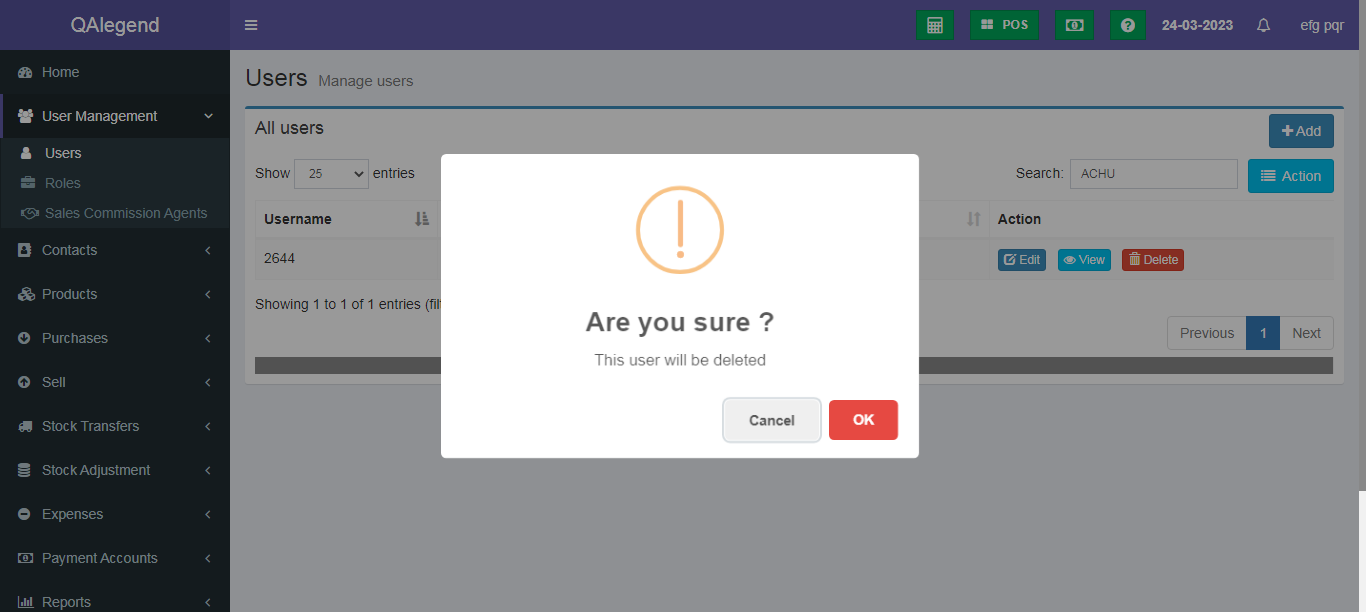 QAlegend
POS
24-03-2023
efg pqr
Home
User Management
Users
Roles
Sales Commission Agents
Contacts
Products
Purchases
Sell
Stock Transfers
Stock Adjustment
Expenses
Payment Accounts
Reports
Users Manage users
All users
Add
Show 25 entries
Search: ACHU
Action
Username
Action
2644
Edit
View
Delete
Showing 1 to 1 of 1 entries
Previous
1
Next
Are you sure ?
This user will be deleted
Cancel
OK